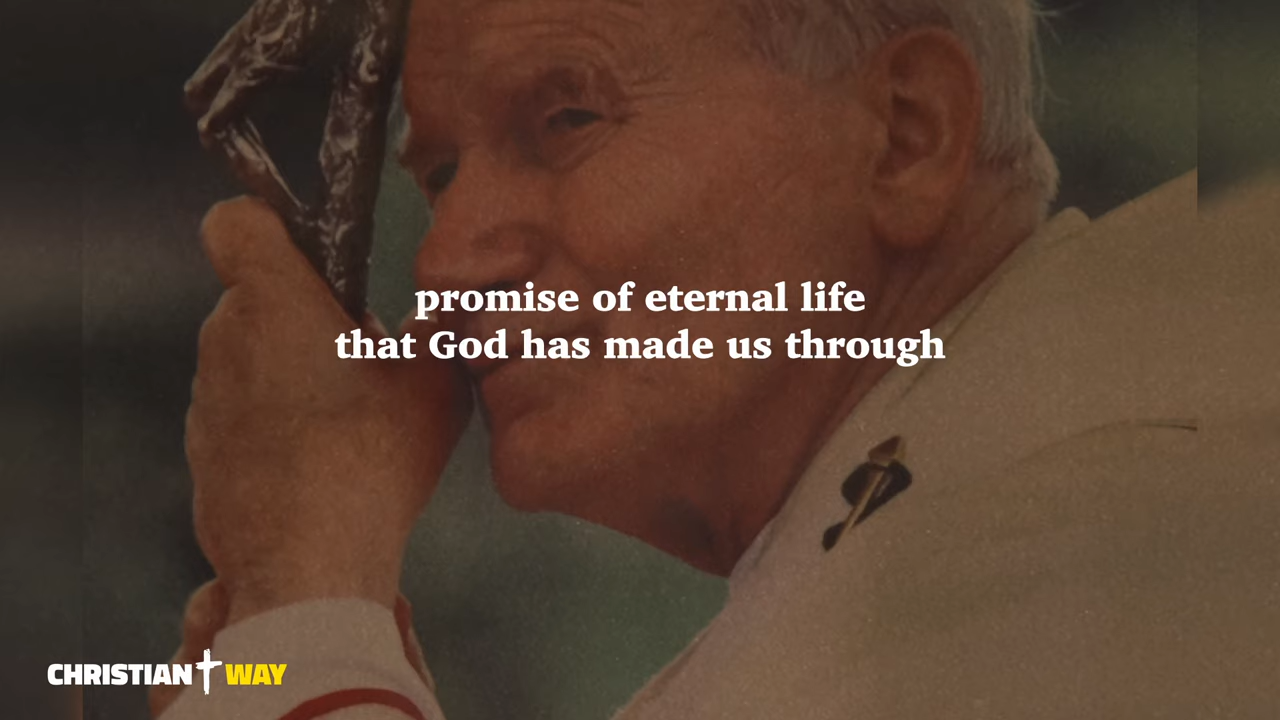 promise of eternal life
that God has made us through
CHRISTIAN WAY